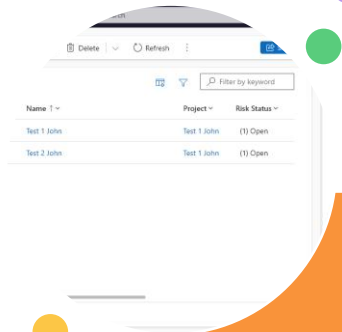 Delete Refresh
Filter by keyword
Name Project Risk Status
Test 1 John Test 1 John (1) Open
Test 2 John Test 1 John (1) Open